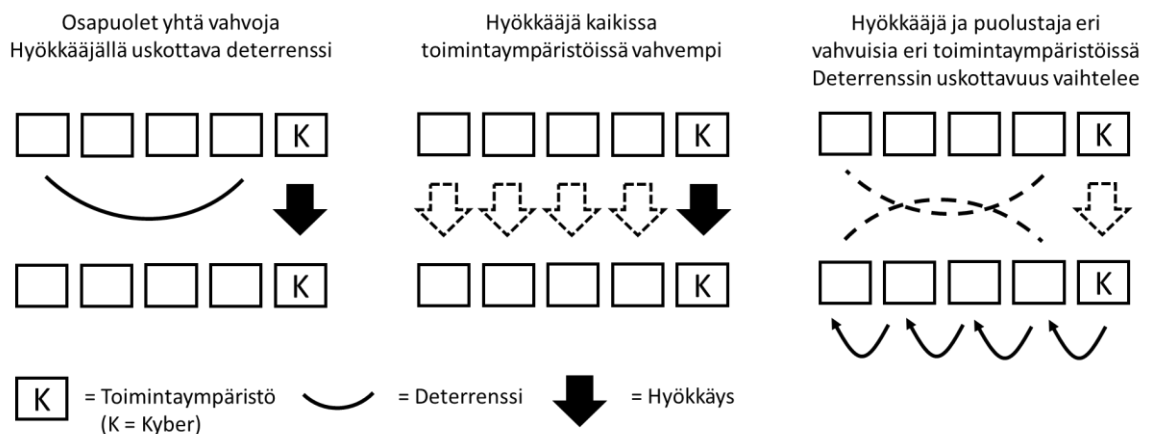 Osapuolet yhtä vahvoja
Hyökkääjällä uskottava deterrenssi
Hyökkääjä kaikissa
toimintaympäristöissä vahvempi
Hyökkääjä ja puolustaja eri
vahvuisia eri toimintaympäristöissä
Deterrenssin uskottavuus vaihtelee
K
K
K
K
K
K
K
= Toimintaympäristö
(K = Kyber)
= Deterrenssi
= Hyökkäys